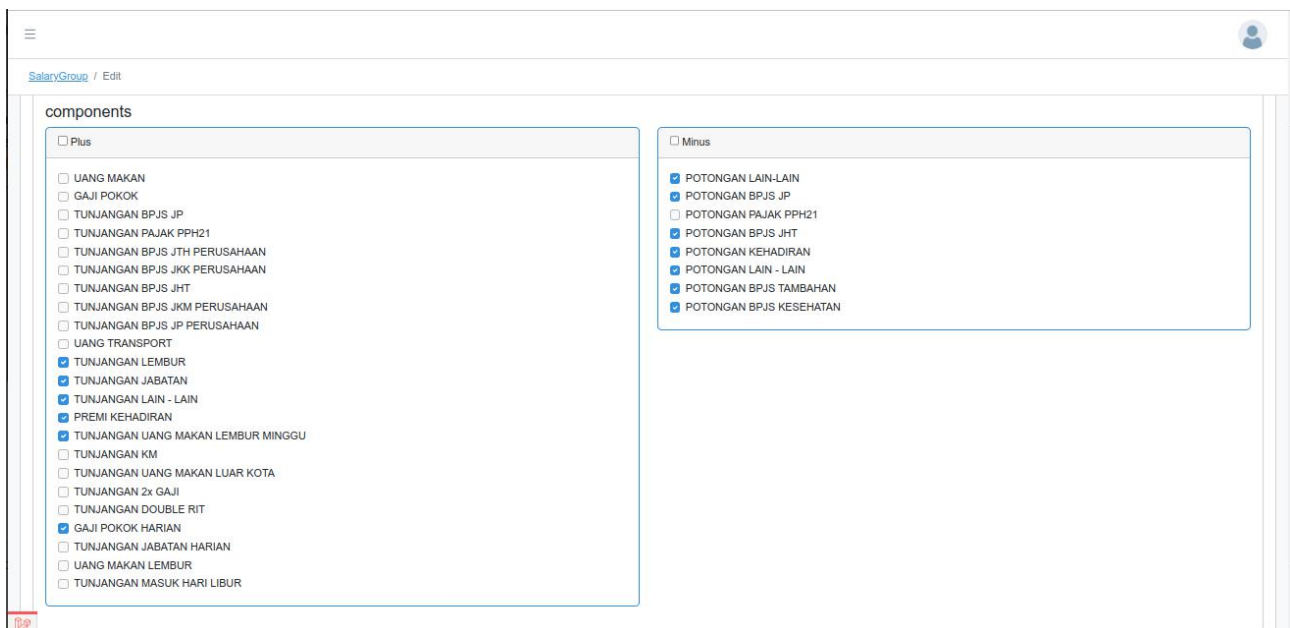 SalaryGroup / Edit
components
Plus
UANG MAKAN
GAJI POKOK
TUNJANGAN BPJS JP
TUNJANGAN PAJAK PPH21
TUNJANGAN BPJS JTH PERUSAHAAN
TUNJANGAN BPJS JKK PERUSAHAAN
TUNJANGAN BPJS JHT
TUNJANGAN BPJS JKM PERUSAHAAN
TUNJANGAN BPJS JP PERUSAHAAN
UANG TRANSPORT
TUNJANGAN LEMBUR
TUNJANGAN JABATAN
TUNJANGAN LAIN - LAIN
PREMI KEHADIRAN
TUNJANGAN UANG MAKAN LEMBUR MINGGU
TUNJANGAN KM
TUNJANGAN UANG MAKAN LUAR KOTA
TUNJANGAN 2x GAJI
TUNJANGAN DOUBLE RIT
GAJI POKOK HARIAN
TUNJANGAN JABATAN HARIAN
UANG MAKAN LEMBUR
TUNJANGAN MASUK HARI LIBUR
Minus
POTONGAN LAIN-LAIN
POTONGAN BPJS JP
POTONGAN PAJAK PPH21
POTONGAN BPJS JHT
POTONGAN KEHADIRAN
POTONGAN LAIN - LAIN
POTONGAN BPJS TAMBAHAN
POTONGAN BPJS KESEHATAN